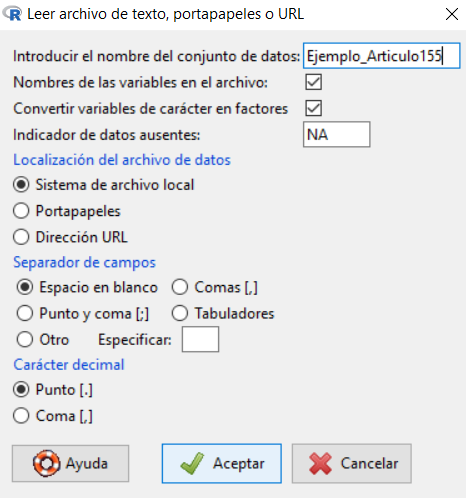 Leer archivo de texto, portapapeles o URL
Introducir el nombre del conjunto de datos: Ejemplo_Articulo155
Nombres de las variables en el archivo:
Convertir variables de carácter en factores
Indicador de datos ausentes: NA
Localización del archivo de datos
Sistema de archivo local
Portapapeles
Dirección URL
Separador de campos
Espacio en blanco Comas [,]
Punto y coma [;] Tabuladores
Otro Especificar:
Carácter decimal
Punto [.]
Coma [,]
Ayuda Aceptar Cancelar